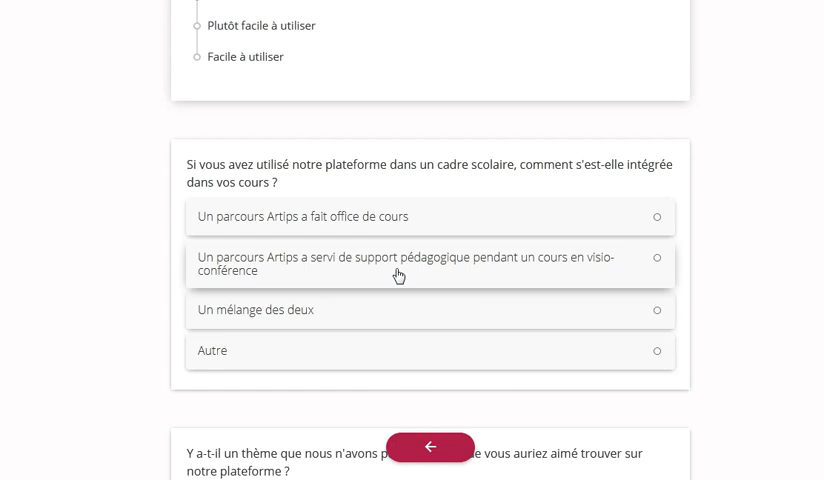 Plutôt facile à utiliser
Facile à utiliser
Si vous avez utilisé notre plateforme dans un cadre scolaire, comment s'est-elle intégrée
dans vos cours ?
Un parcours Artips a fait office de cours
Un parcours Artips a servi de support pédagogique pendant un cours en visio-
conférence
Un mélange des deux
Autre
Y a-t-il un thème que nous n'avons vous auriez aimé trouver sur
notre plateforme ?